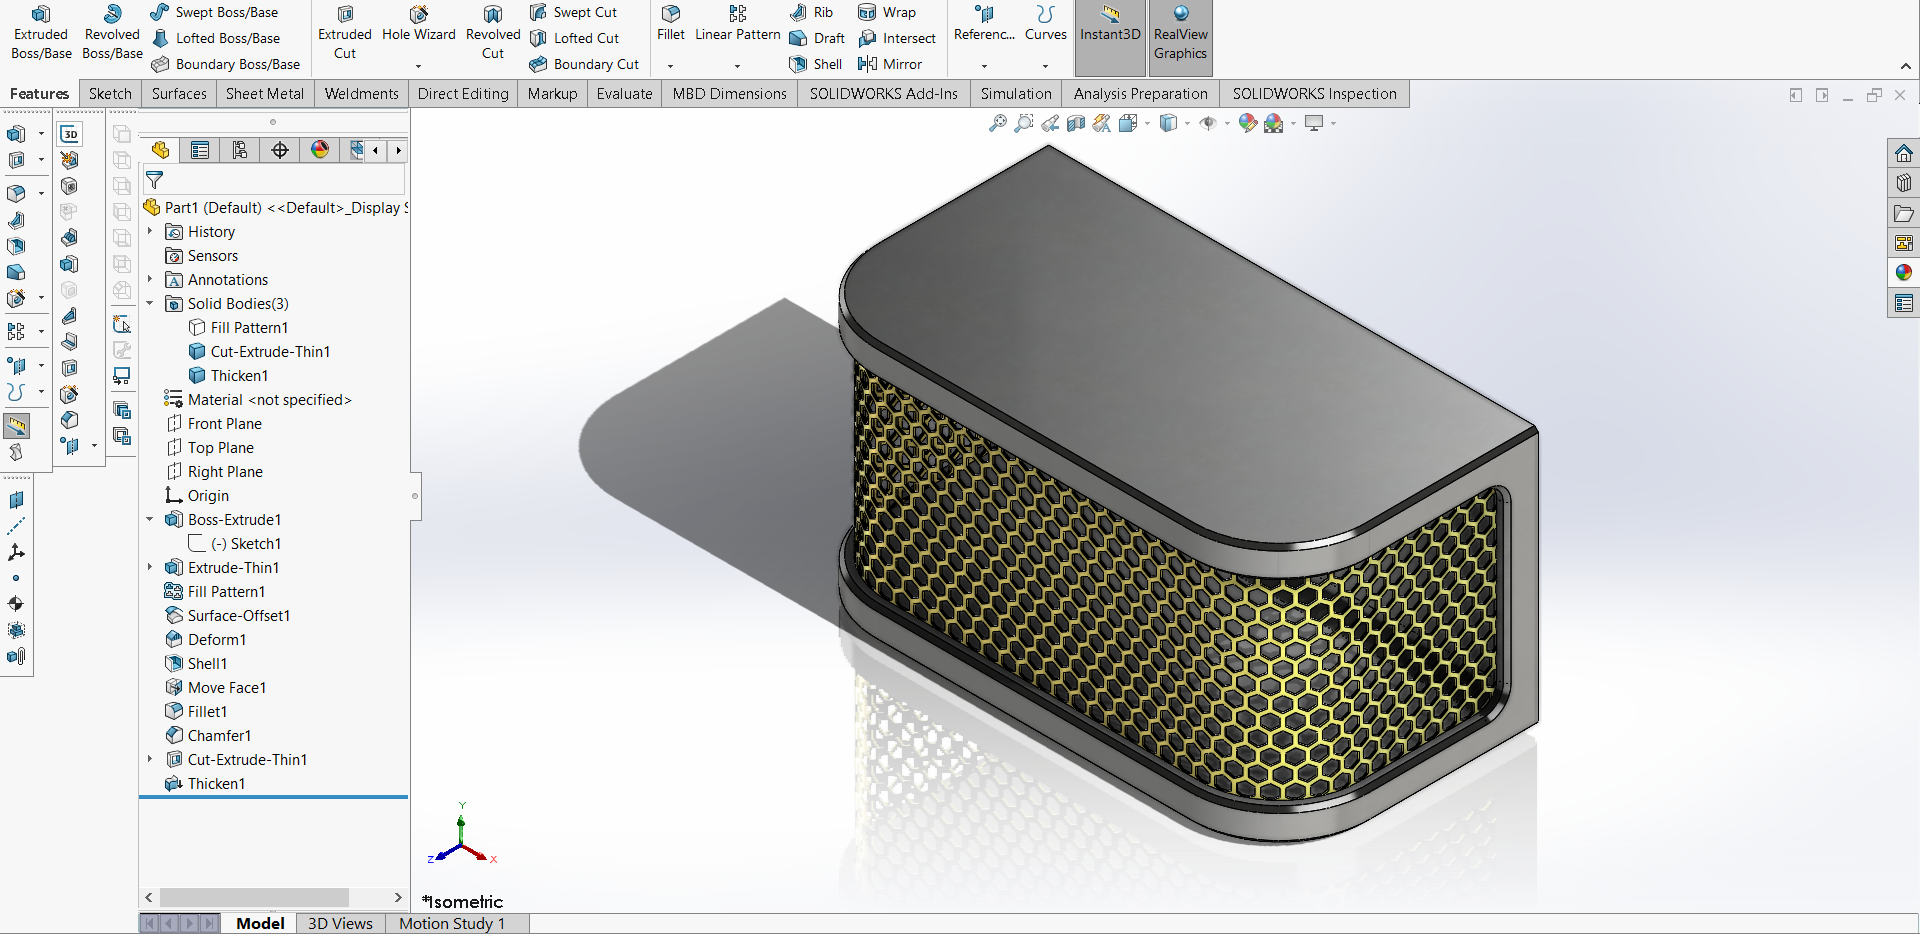 Extruded Boss/Base
Revolved Boss/Base
Swept Boss/Base
Lofted Boss/Base
Boundary Boss/Base
Extruded Cut
Hole Wizard
Revolved Cut
Swept Cut
Lofted Cut
Boundary Cut
Fillet
Linear Pattern
Rib
Draft
Shell
Wrap
Intersect
Mirror
Referenc...
Curves
Instant3D
RealView Graphics
Features
Sketch
Surfaces
Sheet Metal
Weldments
Direct Editing
Markup
Evaluate
MBD Dimensions
SOLIDWORKS Add-Ins
Simulation
Analysis Preparation
SOLIDWORKS Inspection
3D
Part1 (Default) <<Default>_Display S
History
Sensors
A
Annotations
Solid Bodies(3)
Fill Pattern1
Cut-Extrude-Thin1
Thicken1
Material <not specified>
Front Plane
Top Plane
Right Plane
Origin
Boss-Extrude1
(-) Sketch1
Extrude-Thin1
Fill Pattern1
Surface-Offset1
Deform1
Shell1
Move Face1
Fillet1
Chamfer1
Cut-Extrude-Thin1
Thicken1
Y
Z
X
*Isometric
Model
3D Views
Motion Study 1